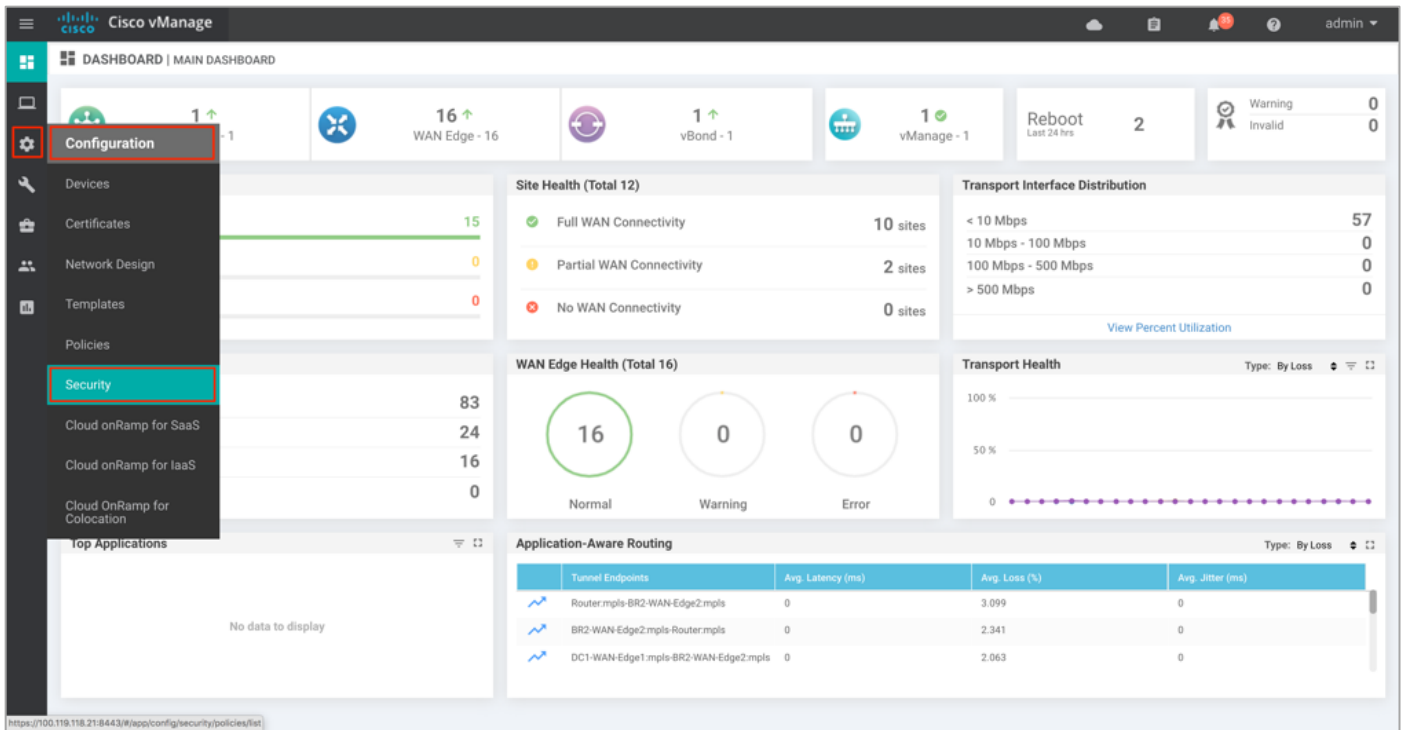 cisco Cisco vManage
35
admin
DASHBOARD | MAIN DASHBOARD
1
- 1
16
WAN Edge - 16
1
vBond - 1
1
vManage - 1
Reboot
Last 24 hrs
2
Warning 0
Invalid 0
Configuration
Devices
Certificates
Network Design
Templates
Policies
Security
Cloud onRamp for SaaS
Cloud onRamp for IaaS
Cloud OnRamp for
Colocation
15
0
0
Site Health (Total 12)
Full WAN Connectivity 10 sites
Partial WAN Connectivity 2 sites
No WAN Connectivity 0 sites
Transport Interface Distribution
< 10 Mbps 57
10 Mbps - 100 Mbps 0
100 Mbps - 500 Mbps 0
> 500 Mbps 0
View Percent Utilization
83
24
16
0
WAN Edge Health (Total 16)
16 0 0
Normal Warning Error
Transport Health Type: By Loss
100 %
50 %
0
Top Applications
No data to display
Application-Aware Routing Type: By Loss
Tunnel Endpoints Avg. Latency (ms) Avg. Loss (%) Avg. Jitter (ms)
Router:mpls-BR2-WAN-Edge2:mpls 0 3.099 0
BR2-WAN-Edge2:mpls-Router:mpls 0 2.341 0
DC1-WAN-Edge1:mpls-BR2-WAN-Edge2:mpls 0 2.063 0
https://100.119.118.21:8443/#/app/config/security/policies/list